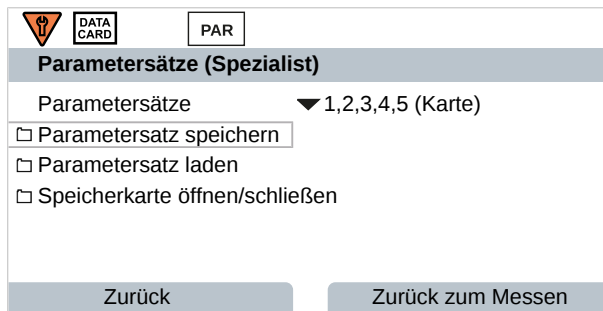 DATA
CARD
PAR
Parametersätze (Spezialist)
Parametersätze 1,2,3,4,5 (Karte)
Parametersatz speichern
Parametersatz laden
Speicherkarte öffnen/schließen
Zurück Zurück zum Messen